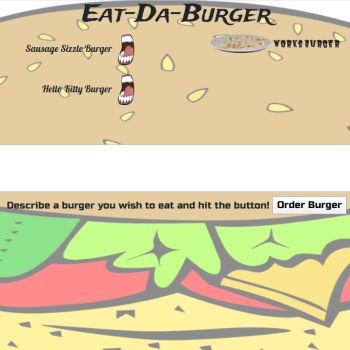 Eat-Da-Burger
Sausage Sizzle Burger
WORKS BURGER
Hello Kitty Burger
Describe a burger you wish to eat and hit the button! Order Burger